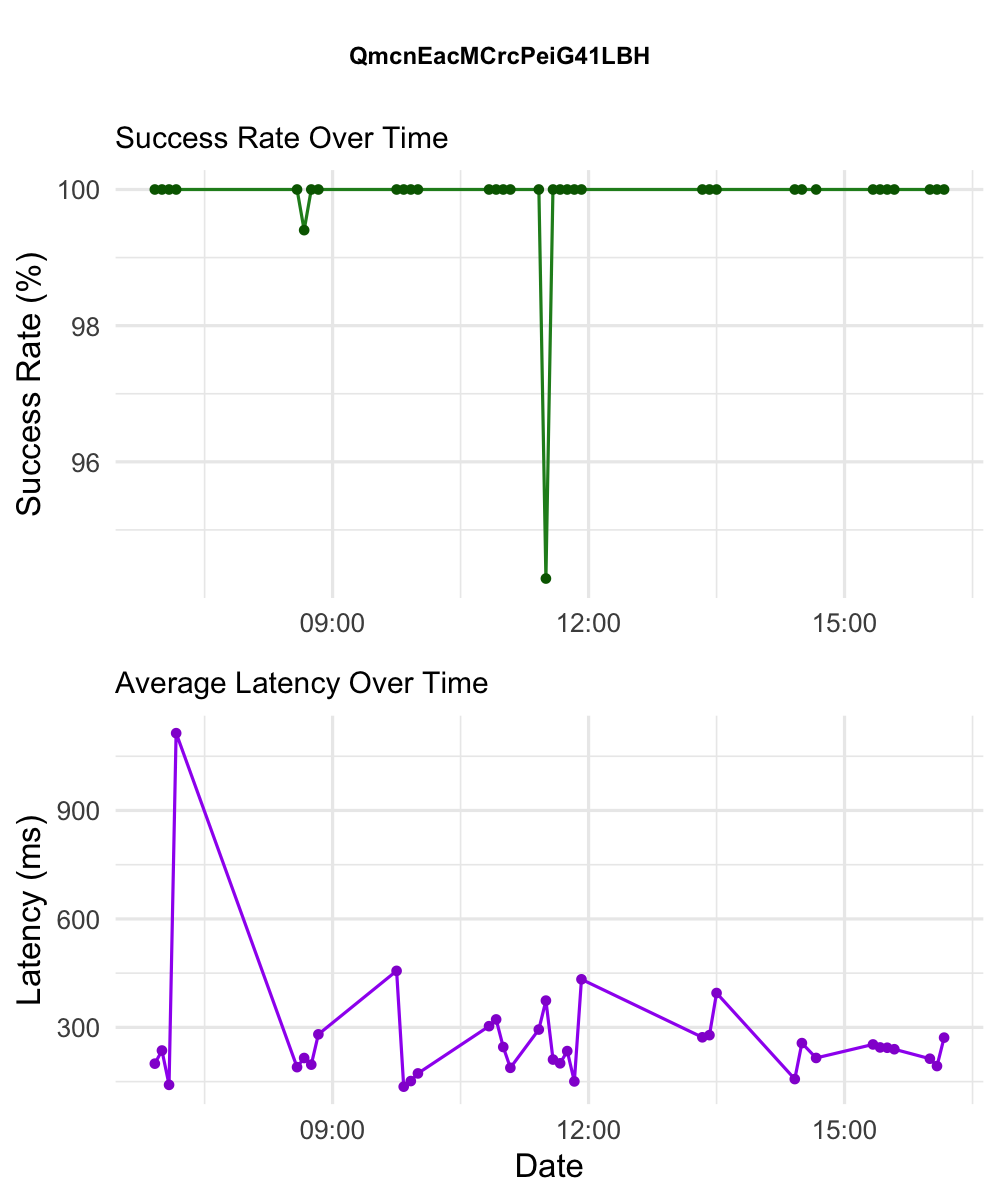 QmcnEacMCrcPeiG41LBH
Success Rate Over Time
100
98
96
Success Rate (%)
09:00 12:00 15:00
Average Latency Over Time
900
600
300
Latency (ms)
09:00 12:00 15:00
Date